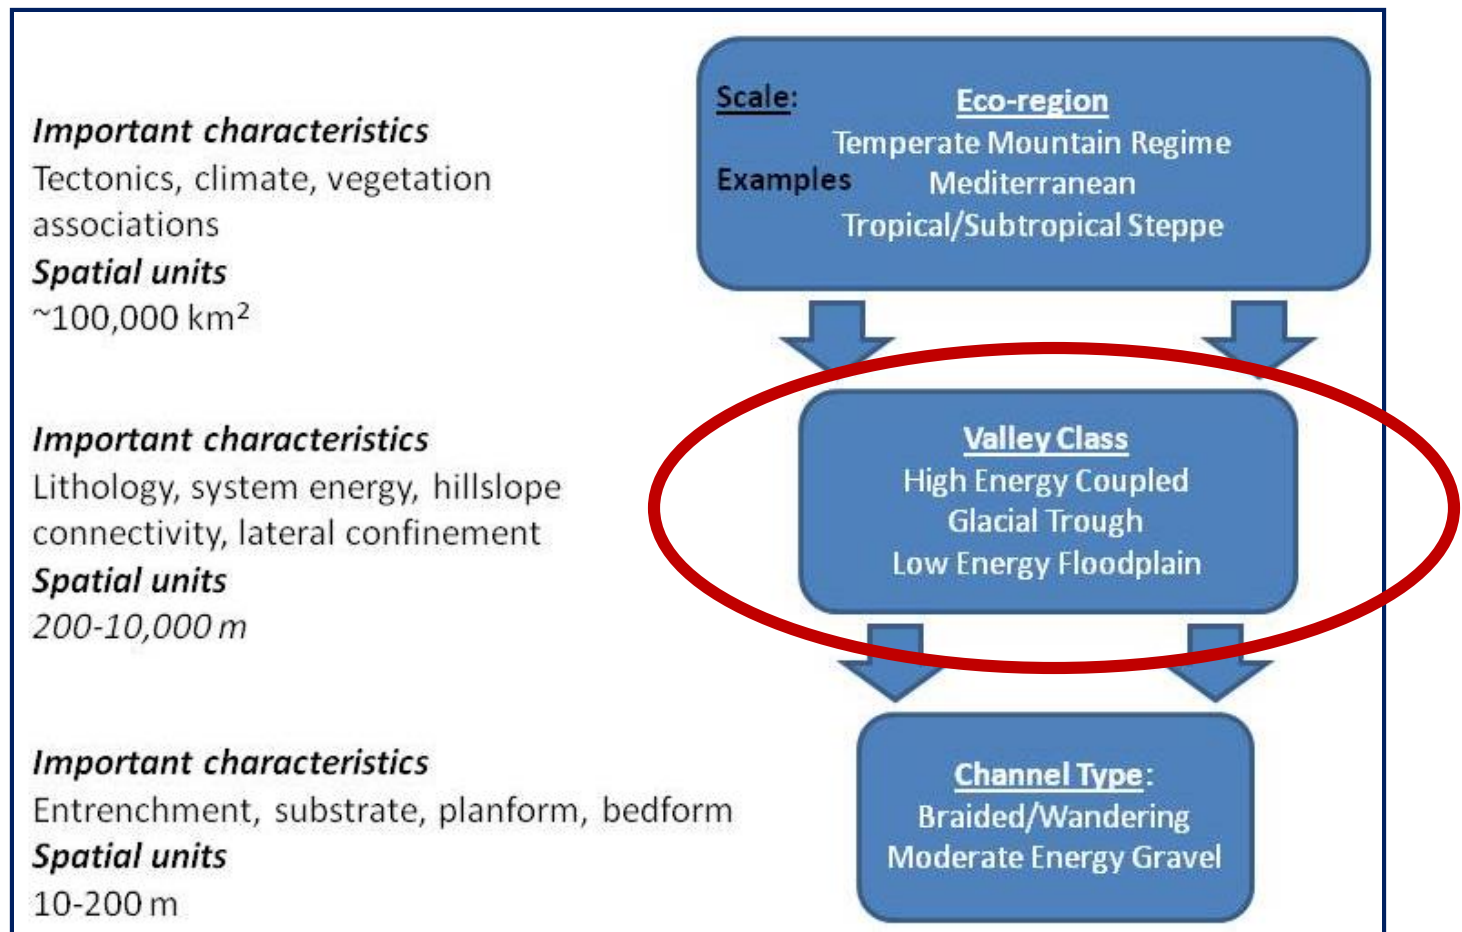 Important characteristics
Tectonics, climate, vegetation
associations
Spatial units
~100,000 km²
Scale:
Examples
Eco-region
Temperate Mountain Regime
Mediterranean
Tropical/Subtropical Steppe
Important characteristics
Lithology, system energy, hillslope
connectivity, lateral confinement
Spatial units
200-10,000 m
Valley Class
High Energy Coupled
Glacial Trough
Low Energy Floodplain
Important characteristics
Entrenchment, substrate, planform, bedform
Spatial units
10-200 m
Channel Type:
Braided/Wandering
Moderate Energy Gravel